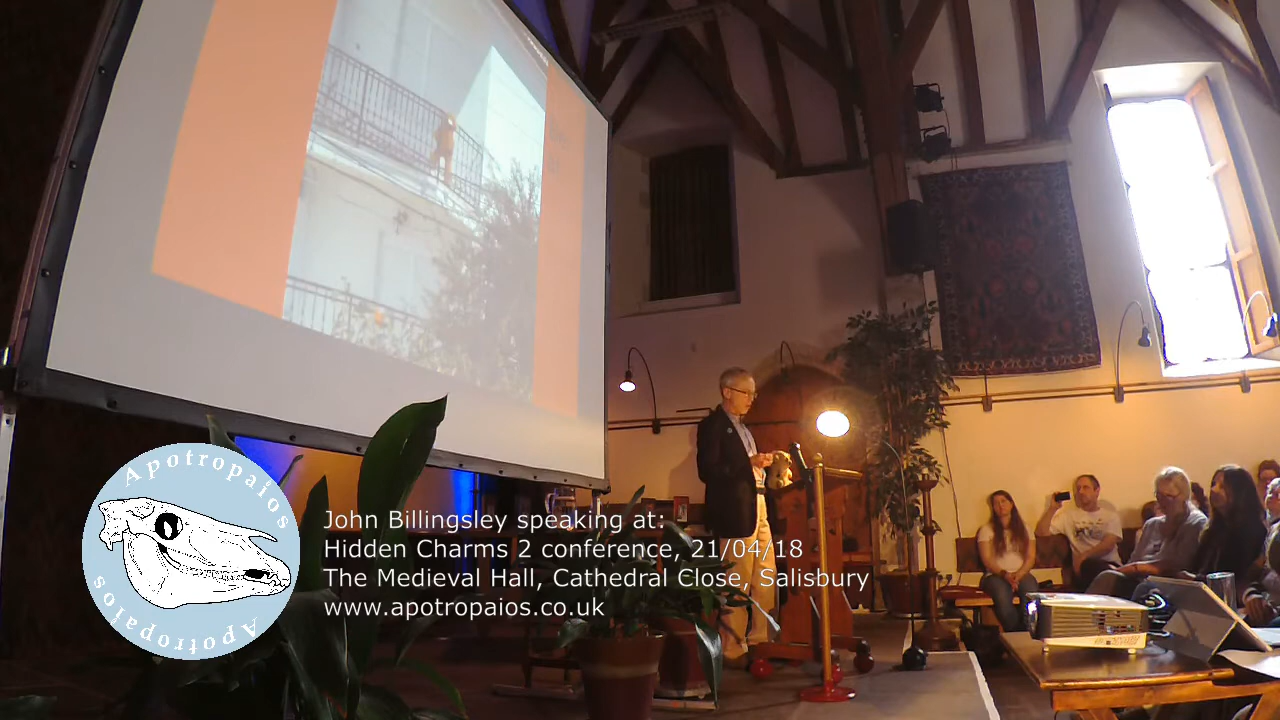 Apotropaios
Apotropaios
John Billingsley speaking at:
Hidden Charms 2 conference, 21/04/18
The Medieval Hall, Cathedral Close, Salisbury
www.apotropaios.co.uk